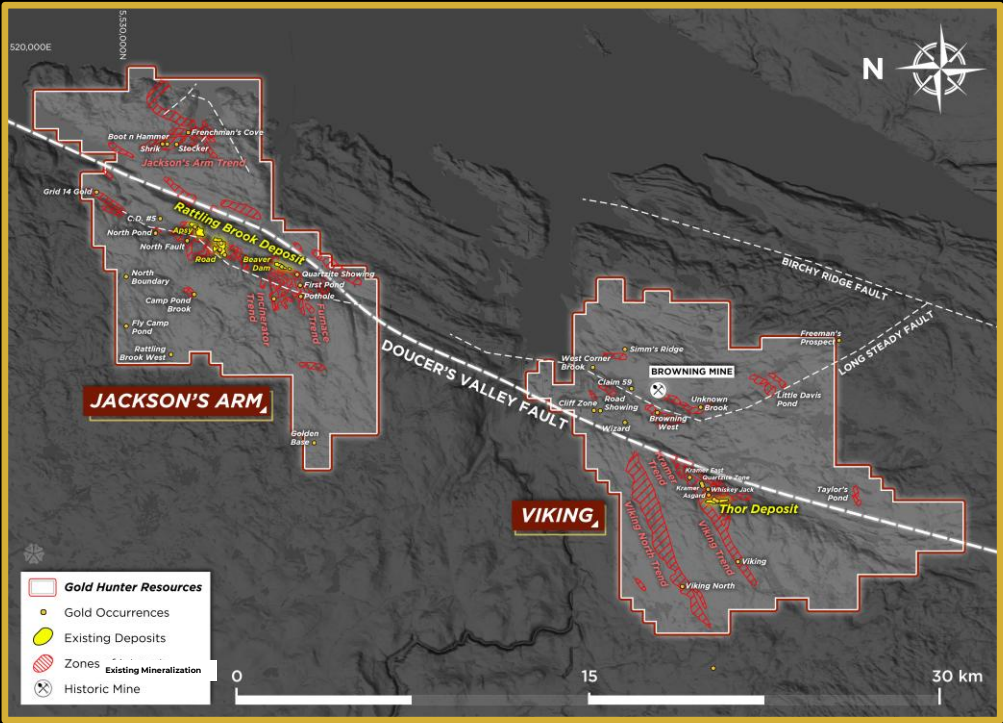 520,000E
5,530,000N
N
Boot n Hammer
Frenchman's Cove
Shrik
Stocker
Jackson's Arm Trend
Grid 14 Gold
C.D. #5
North Pond
Apsy
Rattling Brook Deposit
North Fault
Road
Beaver
Dam
Quartzite Showing
First Pond
Pothole
North
Boundary
Camp Pond
Brook
Incinerator
Trend
Furnace
Trend
Fly Camp
Pond
Rattling
Brook West
JACKSON'S ARM
Golden
Base
DOUCER'S VALLEY FAULT
BIRCHY RIDGE FAULT
LONG STEADY FAULT
Freeman's
Prospect
Simm's Ridge
West Corner
Brook
BROWNING MINE
Claim 59
Cliff Zone
Road
Showing
Unknown
Brook
Little Davis
Pond
Browning
West
Wizard
Kramer
Trend
Kramer East
Quartzite Zone
Kramer
Whiskey Jack
Asgard
Thor Deposit
Taylor's
Pond
VIKING
Viking North Trend
Viking Trend
Viking
Viking North
Gold Hunter Resources
Gold Occurrences
Existing Deposits
Zones
Existing Mineralization
Historic Mine
0
15
30 km